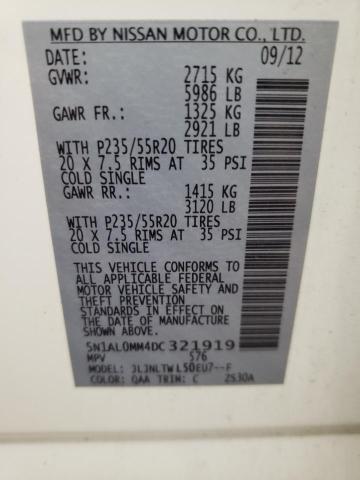 MFD BY NISSAN MOTOR CO., LTD.
DATE: 09/12
GVWR: 2715 KG
5986 LB
GAWR FR.: 1325 KG
2921 LB
WITH P235/55R20 TIRES
20 X 7.5 RIMS AT 35 PSI
COLD SINGLE
GAWR RR.: 1415 KG
3120 LB
WITH P235/55R20 TIRES
20 X 7.5 RIMS AT 35 PSI
COLD SINGLE
THIS VEHICLE CONFORMS TO
ALL APPLICABLE FEDERAL
MOTOR VEHICLE SAFETY AND
THEFT PREVENTION
STANDARDS IN EFFECT ON
THE DATE OF MANUFACTURE
SHOWN ABOVE.
5N1AL0MM4DC321919
MPV 576
MODEL: JLJNLTWL50EU7--F
COLOR: QAA TRIM: C 2S30A